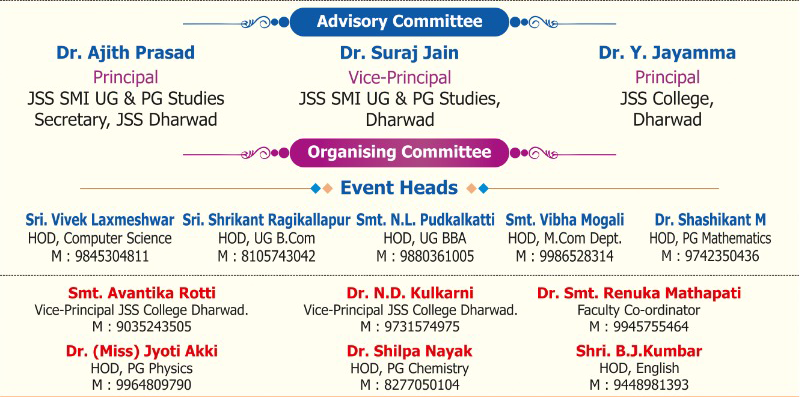 Advisory Committee
Dr. Ajith Prasad
Principal
JSS SMI UG & PG Studies
Secretary, JSS Dharwad
Dr. Suraj Jain
Vice-Principal
JSS SMI UG & PG Studies,
Dharwad
Dr. Y. Jayamma
Principal
JSS College,
Dharwad
Organising Committee
Event Heads
Sri. Vivek Laxmeshwar
HOD, Computer Science
M : 9845304811
Sri. Shrikant Ragikallapur
HOD, UG B.Com
M : 8105743042
Smt. N.L. Pudkalkatti
HOD, UG BBA
M : 9880361005
Smt. Vibha Mogali
HOD, M.Com Dept.
M : 9986528314
Dr. Shashikant M
HOD, PG Mathematics
M : 9742350436
Smt. Avantika Rotti
Vice-Principal JSS College Dharwad.
M : 9035243505
Dr. N.D. Kulkarni
Vice-Principal JSS College Dharwad.
M : 9731574975
Dr. Smt. Renuka Mathapati
Faculty Co-ordinator
M : 9945755464
Dr. (Miss) Jyoti Akki
HOD, PG Physics
M : 9964809790
Dr. Shilpa Nayak
HOD, PG Chemistry
M : 8277050104
Shri. B.J.Kumbar
HOD, English
M : 9448981393